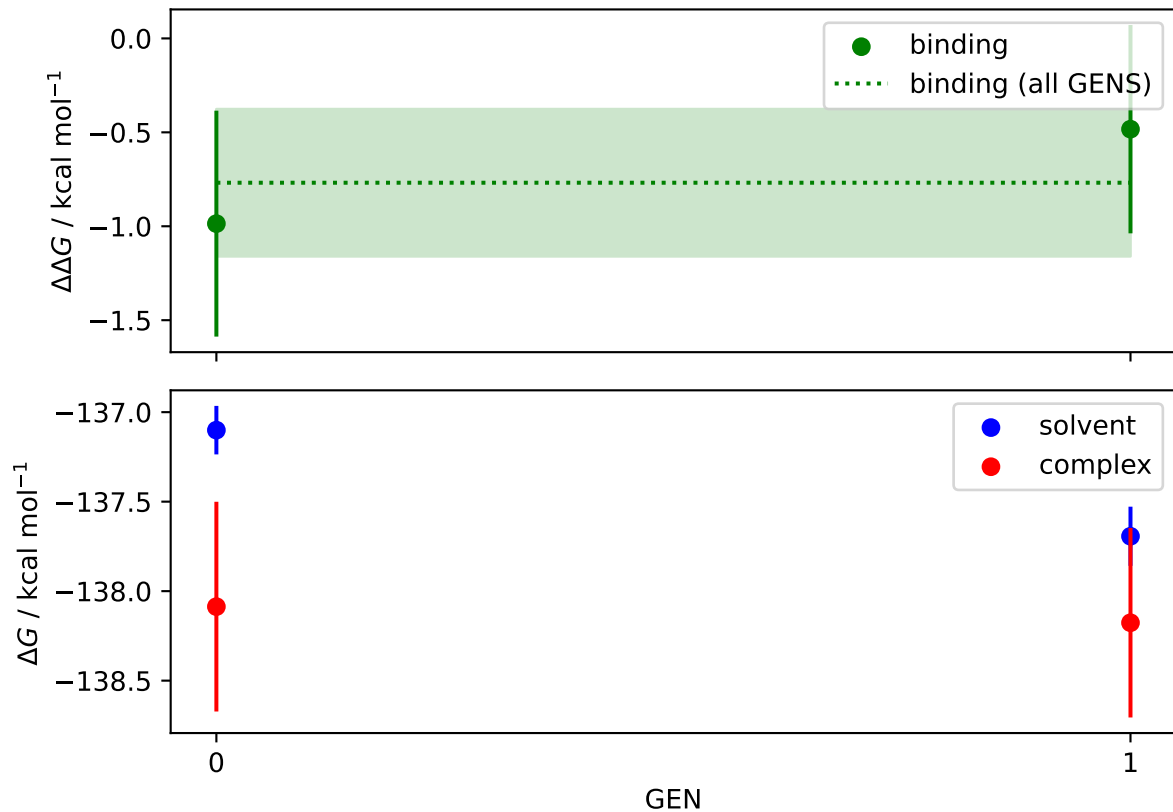 0.0
−0.5
−1.0
−1.5
ΔΔG / kcal mol⁻¹
binding
binding (all GENS)
−137.0
−137.5
−138.0
−138.5
ΔG / kcal mol⁻¹
solvent
complex
0
1
GEN